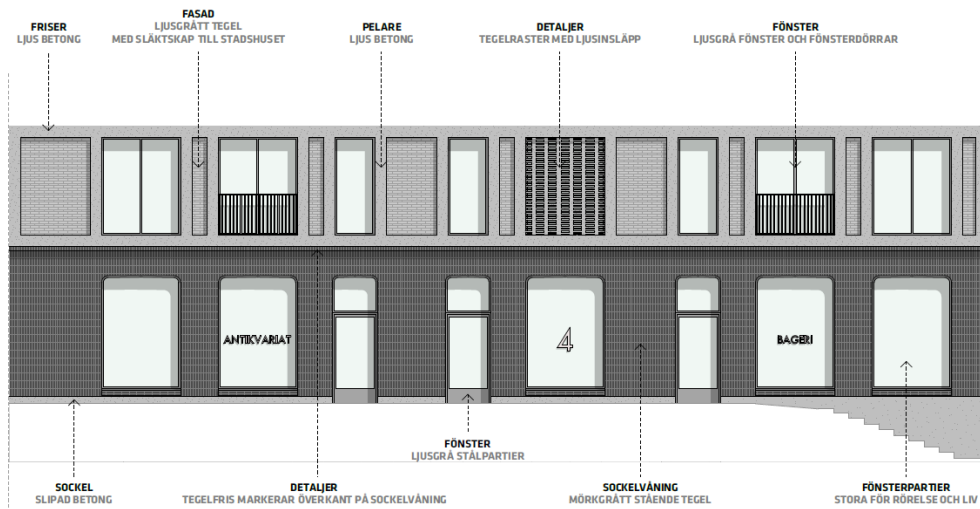 FRISER
LJUS BETONG
FASAD
LJUSGRÅTT TEGEL
MED SLÄKTSKAP TILL STADSHUSET
PELARE
LJUS BETONG
DETALJER
TEGELRASTER MED LJUSINSLÄPP
FÖNSTER
LJUSGRÅ FÖNSTER OCH FÖNSTERDÖRRAR
ANTIKVARIAT
4
BAGERI
FÖNSTER
LJUSGRÅ STÅLPARTIER
SOCKEL
SLIPAD BETONG
DETALJER
TEGELFRIS MARKERAR ÖVERKANT PÅ SOCKELVÅNING
SOCKELVÅNING
MÖRKGRÅTT STÅENDE TEGEL
FÖNSTERPARTIER
STORA FÖR RÖRELSE OCH LIV